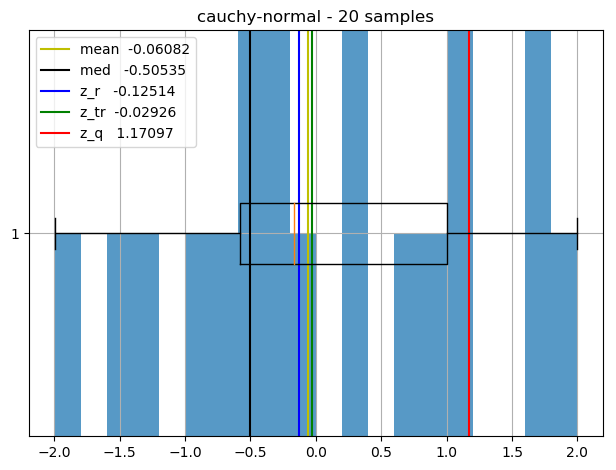 cauchy-normal - 20 samples
mean -0.06082
med -0.50535
z_r -0.12514
z_tr -0.02926
z_q 1.17097
1
-2.0 -1.5 -1.0 -0.5 0.0 0.5 1.0 1.5 2.0